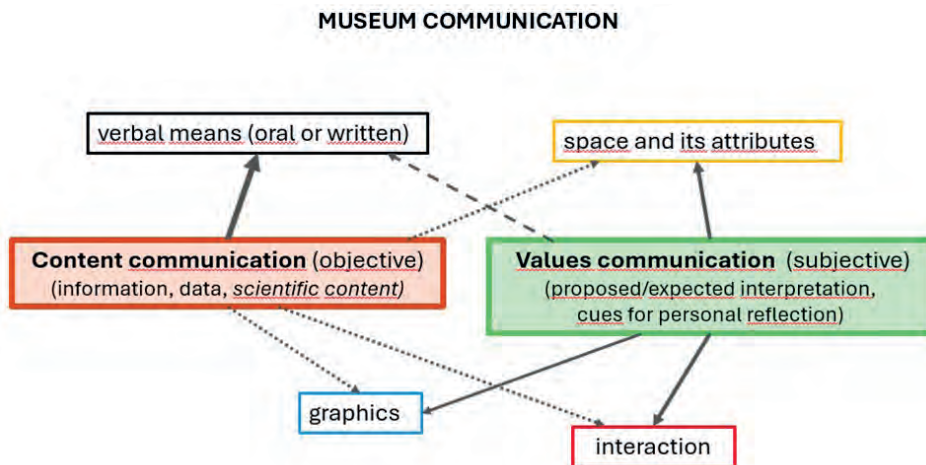 MUSEUM COMMUNICATION
verbal means (oral or written)
space and its attributes
Content communication (objective)
(information, data, scientific content)
Values communication (subjective)
(proposed/expected interpretation,
cues for personal reflection)
graphics
interaction